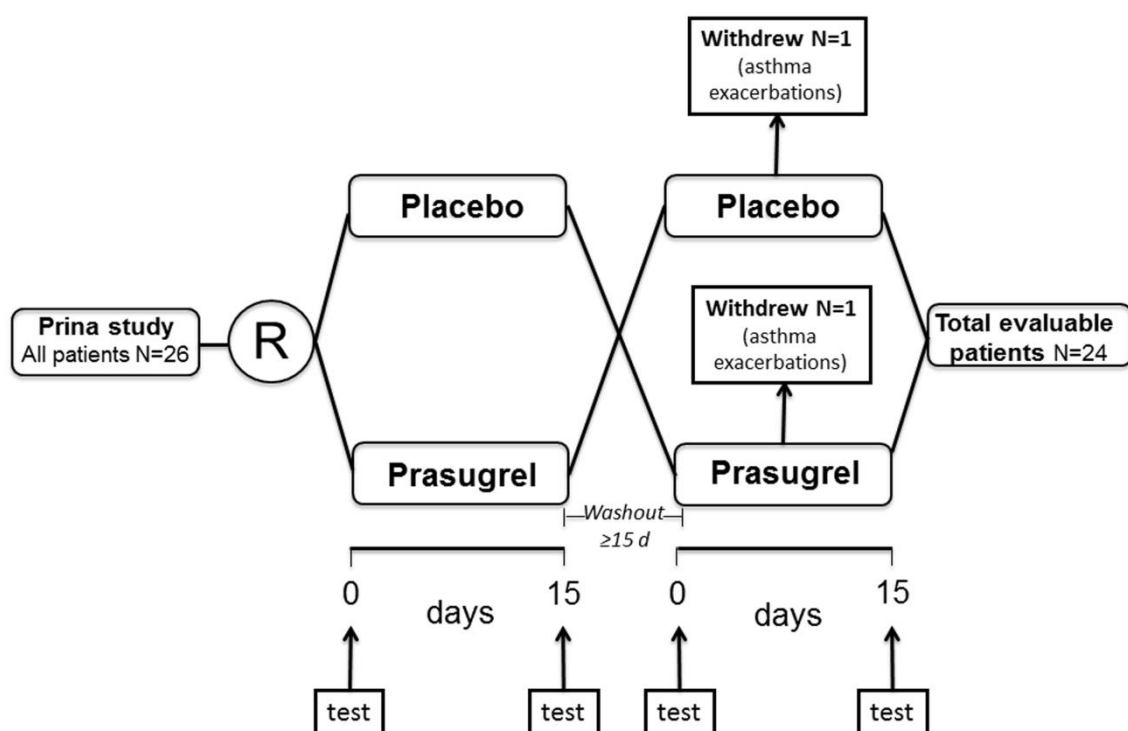 Withdrew N=1
(asthma
exacerbations)
Placebo
Placebo
Prina study
All patients N=26
R
Withdrew N=1
(asthma
exacerbations)
Total evaluable
patients N=24
Prasugrel
Prasugrel
Washout
≥15 d
0
15
0
15
days
days
test
test
test
test